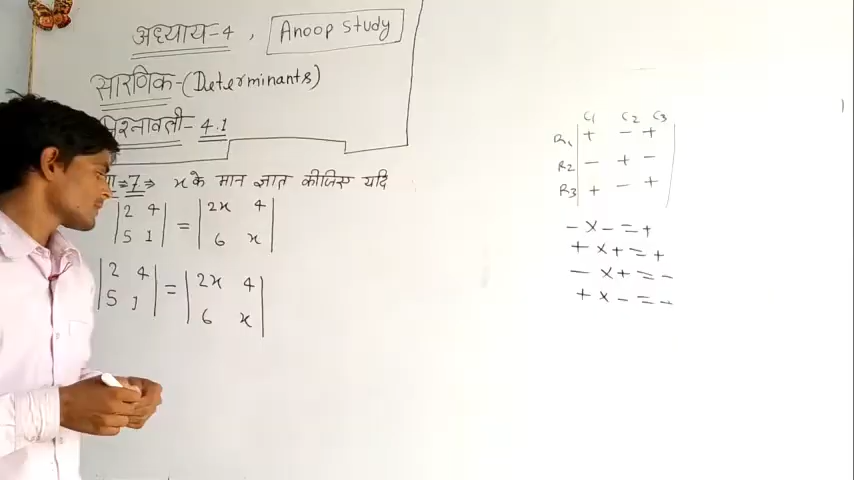 अध्याय-4, Anoop Study
सारणिक-(Determinants)
प्रश्नावली-4.1
⇒7⇒ x के मान ज्ञात कीजिए यदि
|2 4| = |2x 4|
|5 1| |6 x|
|2 4| = |2x 4|
|5 1| |6 x|
C1 C2 C3
R1 + - +
R2 - + -
R3 + - +
- x - = +
+ x + = +
- x + = -
+ x - = -